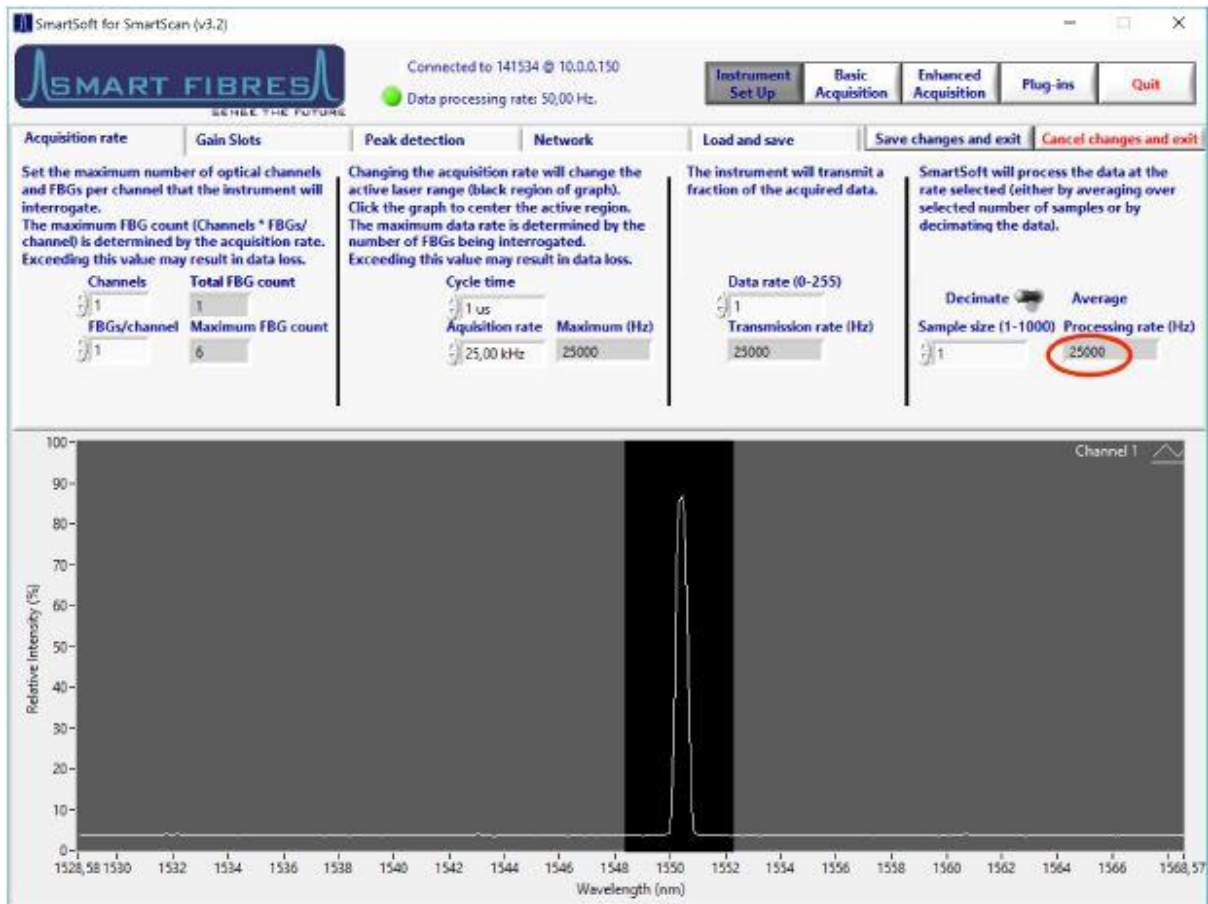 SmartSoft for SmartScan (v3.2)
SMART FIBRES
SENSE THE FUTURE
Connected to 141534 @ 10.0.0.150
Data processing rate: 50,00 Hz.
Instrument Set Up
Basic Acquisition
Enhanced Acquisition
Plug-ins
Quit
Acquisition rate
Gain Slots
Peak detection
Network
Load and save
Save changes and exit
Cancel changes and exit
Set the maximum number of optical channels
and FBGs per channel that the instrument will
interrogate.
The maximum FBG count (Channels * FBGs/
channel) is determined by the acquisition rate.
Exceeding this value may result in data loss.
Channels
Total FBG count
1
1
FBGs/channel
Maximum FBG count
1
6
Changing the acquisition rate will change the
active laser range (black region of graph).
Click the graph to center the active region.
The maximum data rate is determined by the
number of FBGs being interrogated.
Exceeding this value may result in data loss.
Cycle time
1 us
Aquisition rate
Maximum (Hz)
25,00 kHz
25000
The instrument will transmit a
fraction of the acquired data.
Data rate (0-255)
1
Transmission rate (Hz)
25000
SmartSoft will process the data at the
rate selected (either by averaging over
selected number of samples or by
decimating the data).
Decimate
Average
Sample size (1-1000)
Processing rate (Hz)
1
25000
Channel 1
Relative Intensity (%)
100
90
80
70
60
50
40
30
20
10
0
1528,58 1530 1532 1534 1536 1538 1540 1542 1544 1546 1548 1550 1552 1554 1556 1558 1560 1562 1564 1566 1568,57
Wavelength (nm)